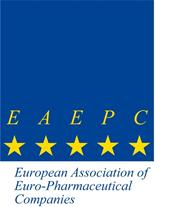 E A E P C
European Association of
Euro-Pharmaceutical
Companies